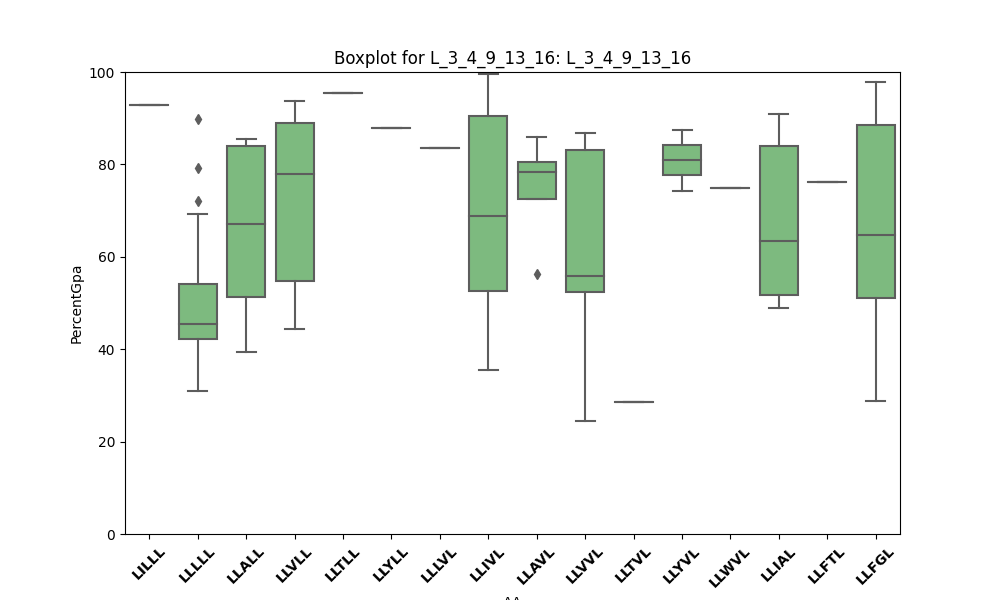 Boxplot for L_3_4_9_13_16: L_3_4_9_13_16
100
80
60
40
20
0
PercentGpa
LILLL LLLLL LLALL LLVLL LLTLL LLYLL LLLVL LLIVL LLAVL LLVVL LLTVL LLYVL LLWVL LLIAL LLFTL LLFGL